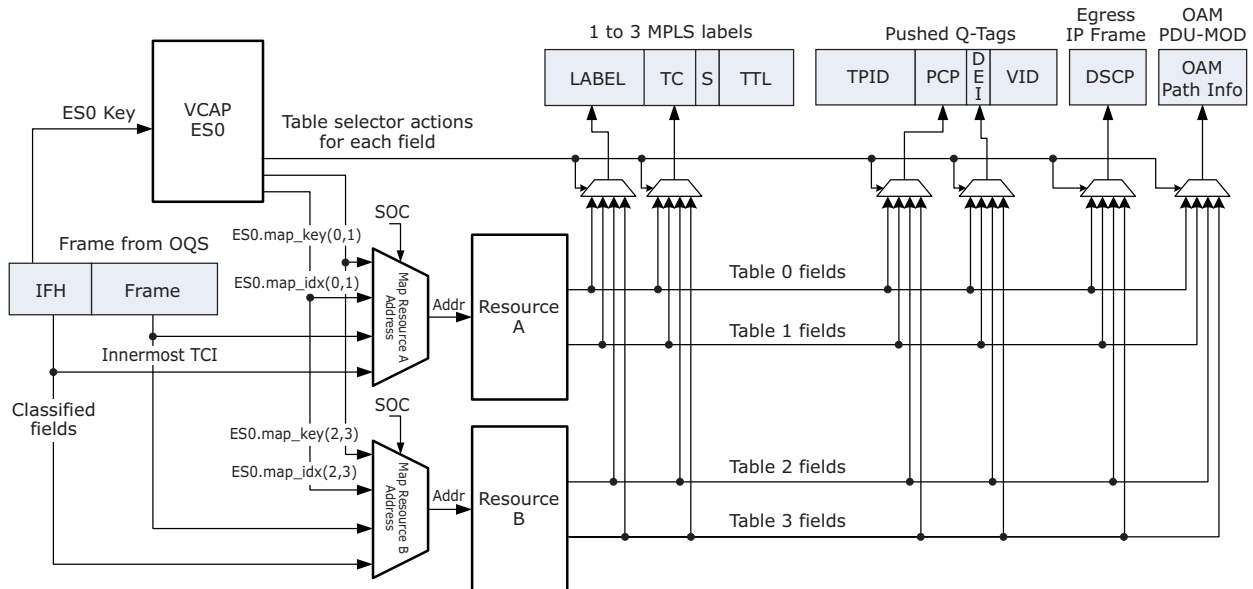 Egress
IP Frame
OAM
PDU-MOD
1 to 3 MPLS labels
Pushed Q-Tags
LABEL
TC
S
TTL
TPID
PCP
DEI
VID
DSCP
OAM
Path Info
VCAP
ES0
ES0 Key
Table selector actions
for each field
SOC
ES0.map_key(0,1)
Frame from OQS
IFH
Frame
ES0.map_idx(0,1)
Map Resource A
Address
Addr
Resource
A
Table 0 fields
Table 1 fields
Innermost TCI
Classified
fields
SOC
ES0.map_key(2,3)
ES0.map_idx(2,3)
Map Resource B
Address
Addr
Resource
B
Table 2 fields
Table 3 fields